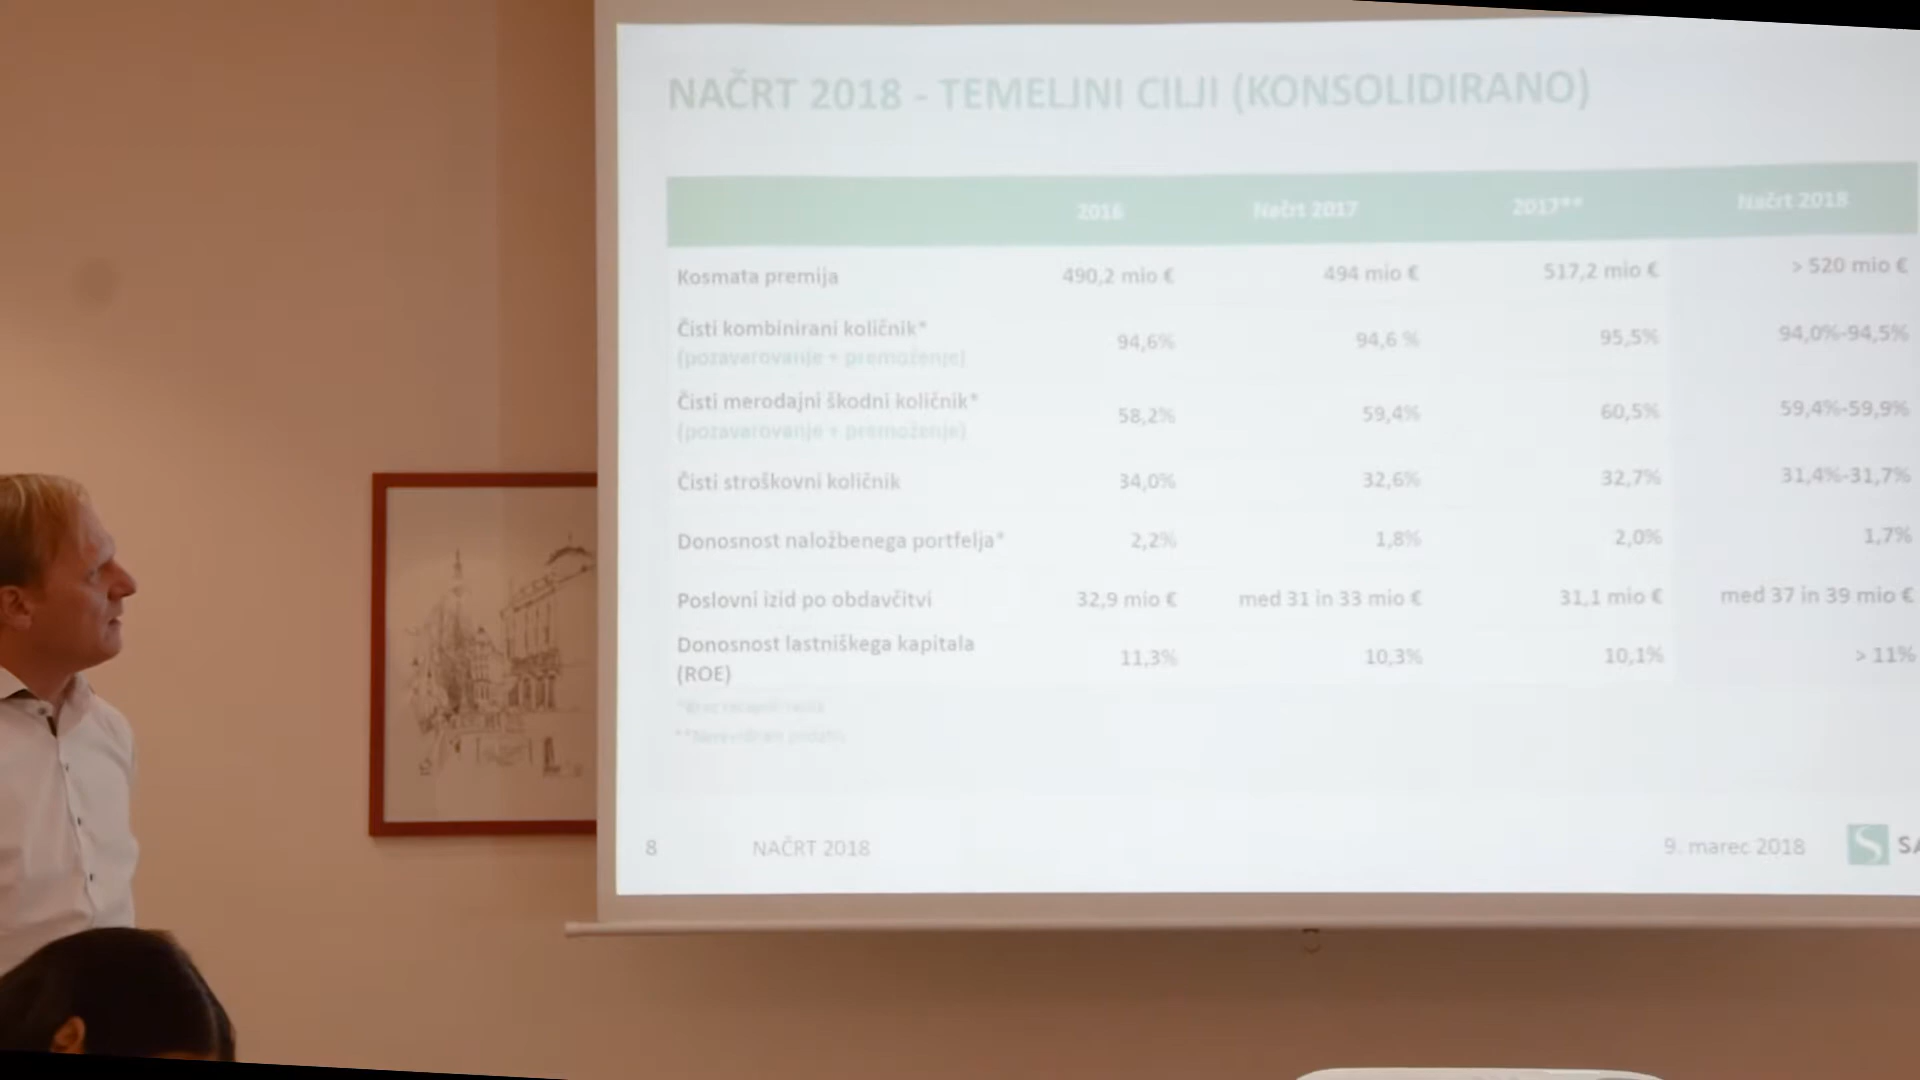 NAČRT 2018 - TEMELJNI CILJI (KONSOLIDIRANO)
2016 Načrt 2017 2017** Načrt 2018
Kosmata premija 490,2 mio € 494 mio € 517,2 mio € > 520 mio €
Čisti kombinirani količnik*
(pozavarovanje + premoženje) 94,6% 94,6 % 95,5% 94,0%-94,5%
Čisti merodajni škodni količnik*
(pozavarovanje + premoženje) 58,2% 59,4% 60,5% 59,4%-59,9%
Čisti stroškovni količnik 34,0% 32,6% 32,7% 31,4%-31,7%
Donosnost naložbenega portfelja* 2,2% 1,8% 2,0% 1,7%
Poslovni izid po obdavčitvi 32,9 mio € med 31 in 33 mio € 31,1 mio € med 37 in 39 mio €
Donosnost lastniškega kapitala
(ROE) 11,3% 10,3% 10,1% > 11%
8 NAČRT 2018 9. marec 2018 SA